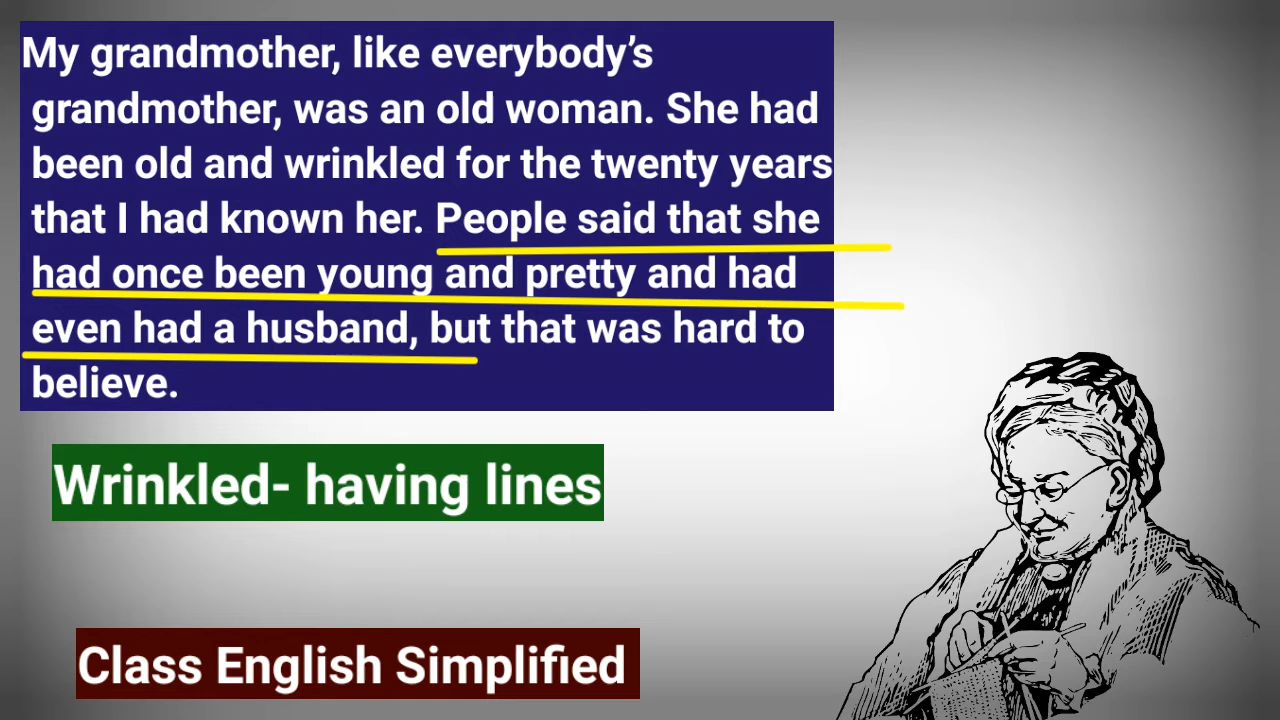 My grandmother, like everybody’s
grandmother, was an old woman. She had
been old and wrinkled for the twenty years
that I had known her. People said that she
had once been young and pretty and had
even had a husband, but that was hard to
believe.
Wrinkled- having lines
Class English Simplified